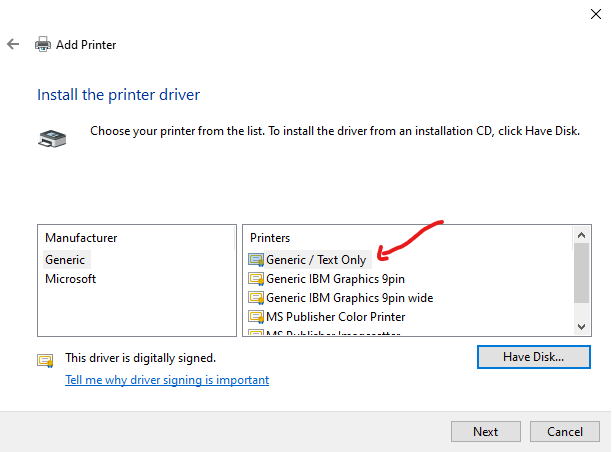 Add Printer
Install the printer driver
Choose your printer from the list. To install the driver from an installation CD, click Have Disk.
Manufacturer
Generic
Microsoft
Printers
Generic / Text Only
Generic IBM Graphics 9pin
Generic IBM Graphics 9pin wide
MS Publisher Color Printer
MS Publisher Imagesetter
This driver is digitally signed.
Have Disk...
Tell me why driver signing is important
Next
Cancel